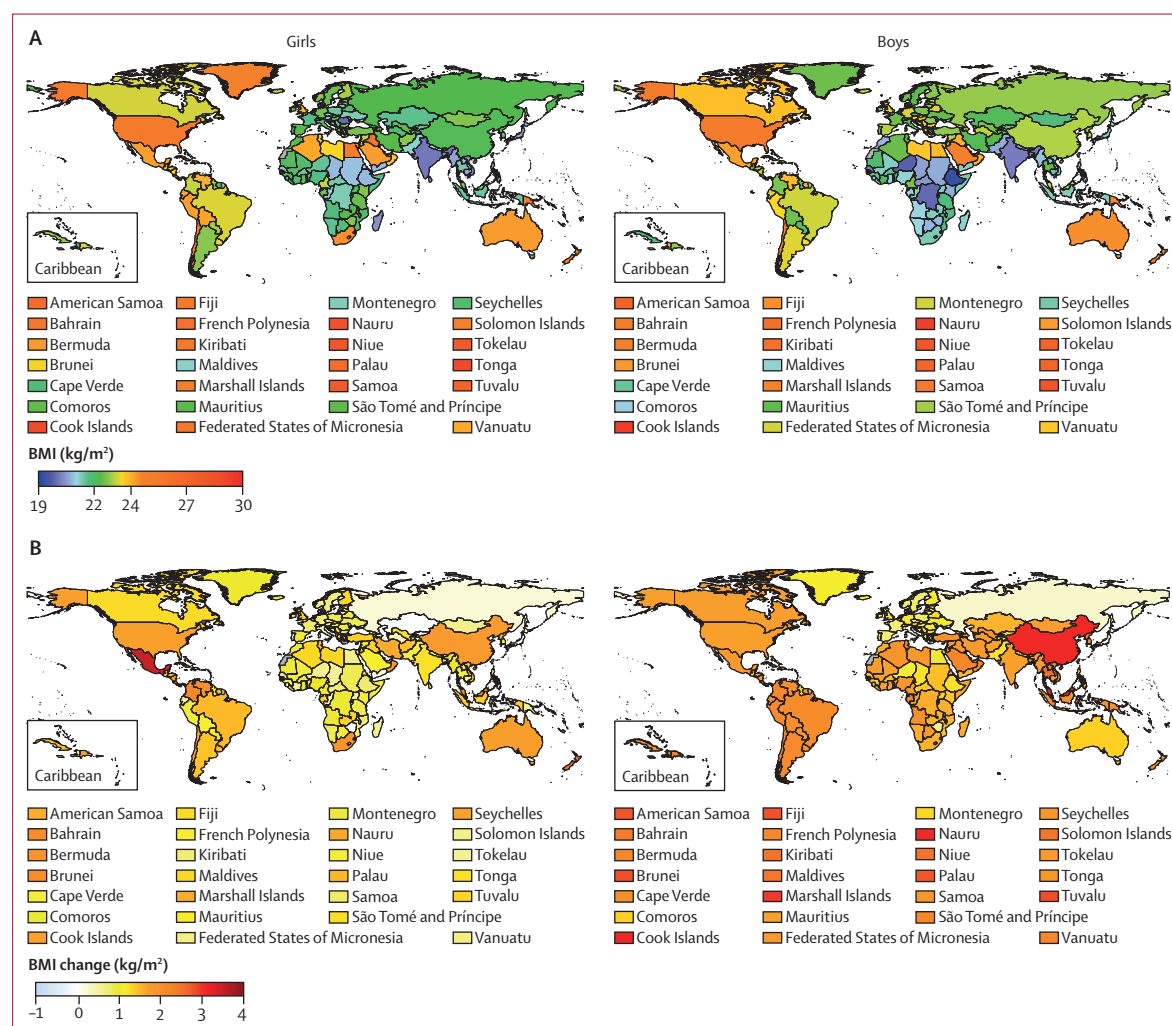 A
Girls
Boys
Caribbean
Caribbean
American Samoa Fiji Montenegro Seychelles
Bahrain French Polynesia Nauru Solomon Islands
Bermuda Kiribati Niue Tokelau
Brunei Maldives Palau Tonga
Cape Verde Marshall Islands Samoa Tuvalu
Comoros Mauritius São Tomé and Príncipe
Cook Islands Federated States of Micronesia Vanuatu
American Samoa Fiji Montenegro Seychelles
Bahrain French Polynesia Nauru Solomon Islands
Bermuda Kiribati Niue Tokelau
Brunei Maldives Palau Tonga
Cape Verde Marshall Islands Samoa Tuvalu
Comoros Mauritius São Tomé and Príncipe
Cook Islands Federated States of Micronesia Vanuatu
BMI (kg/m²)
19 22 24 27 30
B
Caribbean
Caribbean
American Samoa Fiji Montenegro Seychelles
Bahrain French Polynesia Nauru Solomon Islands
Bermuda Kiribati Niue Tokelau
Brunei Maldives Palau Tonga
Cape Verde Marshall Islands Samoa Tuvalu
Comoros Mauritius São Tomé and Príncipe
Cook Islands Federated States of Micronesia Vanuatu
American Samoa Fiji Montenegro Seychelles
Bahrain French Polynesia Nauru Solomon Islands
Bermuda Kiribati Niue Tokelau
Brunei Maldives Palau Tonga
Cape Verde Marshall Islands Samoa Tuvalu
Comoros Mauritius São Tomé and Príncipe
Cook Islands Federated States of Micronesia Vanuatu
BMI change (kg/m²)
–1 0 1 2 3 4